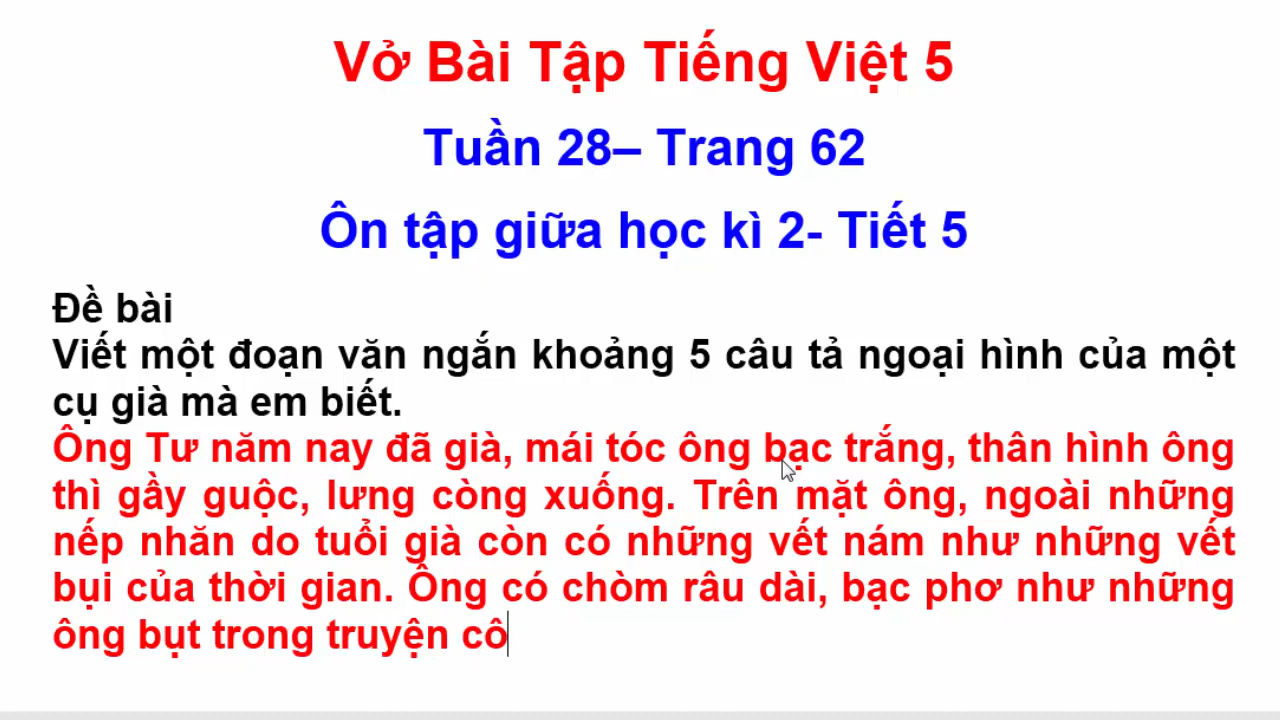 Vở Bài Tập Tiếng Việt 5
Tuần 28– Trang 62
Ôn tập giữa học kì 2- Tiết 5
Đề bài
Viết một đoạn văn ngắn khoảng 5 câu tả ngoại hình của một
cụ già mà em biết.
Ông Tư năm nay đã già, mái tóc ông bạc trắng, thân hình ông
thì gầy guộc, lưng còng xuống. Trên mặt ông, ngoài những
nếp nhăn do tuổi già còn có những vết nám như những vết
bụi của thời gian. Ông có chòm râu dài, bạc phơ như những
ông bụt trong truyện cô